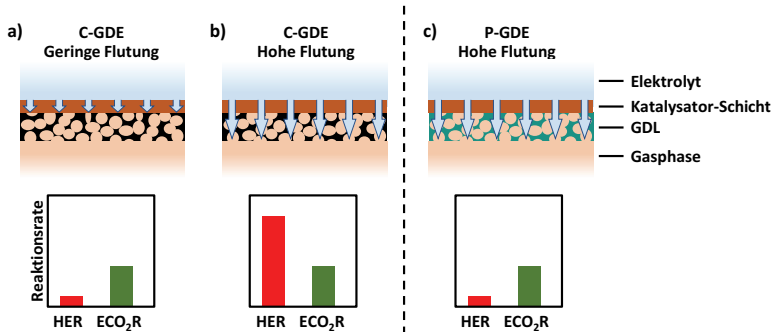 a)
C-GDE
Geringe Flutung
b)
C-GDE
Hohe Flutung
c)
P-GDE
Hohe Flutung
Elektrolyt
Katalysator-Schicht
GDL
Gasphase
Reaktionsrate
HER ECO₂R
HER ECO₂R
HER ECO₂R